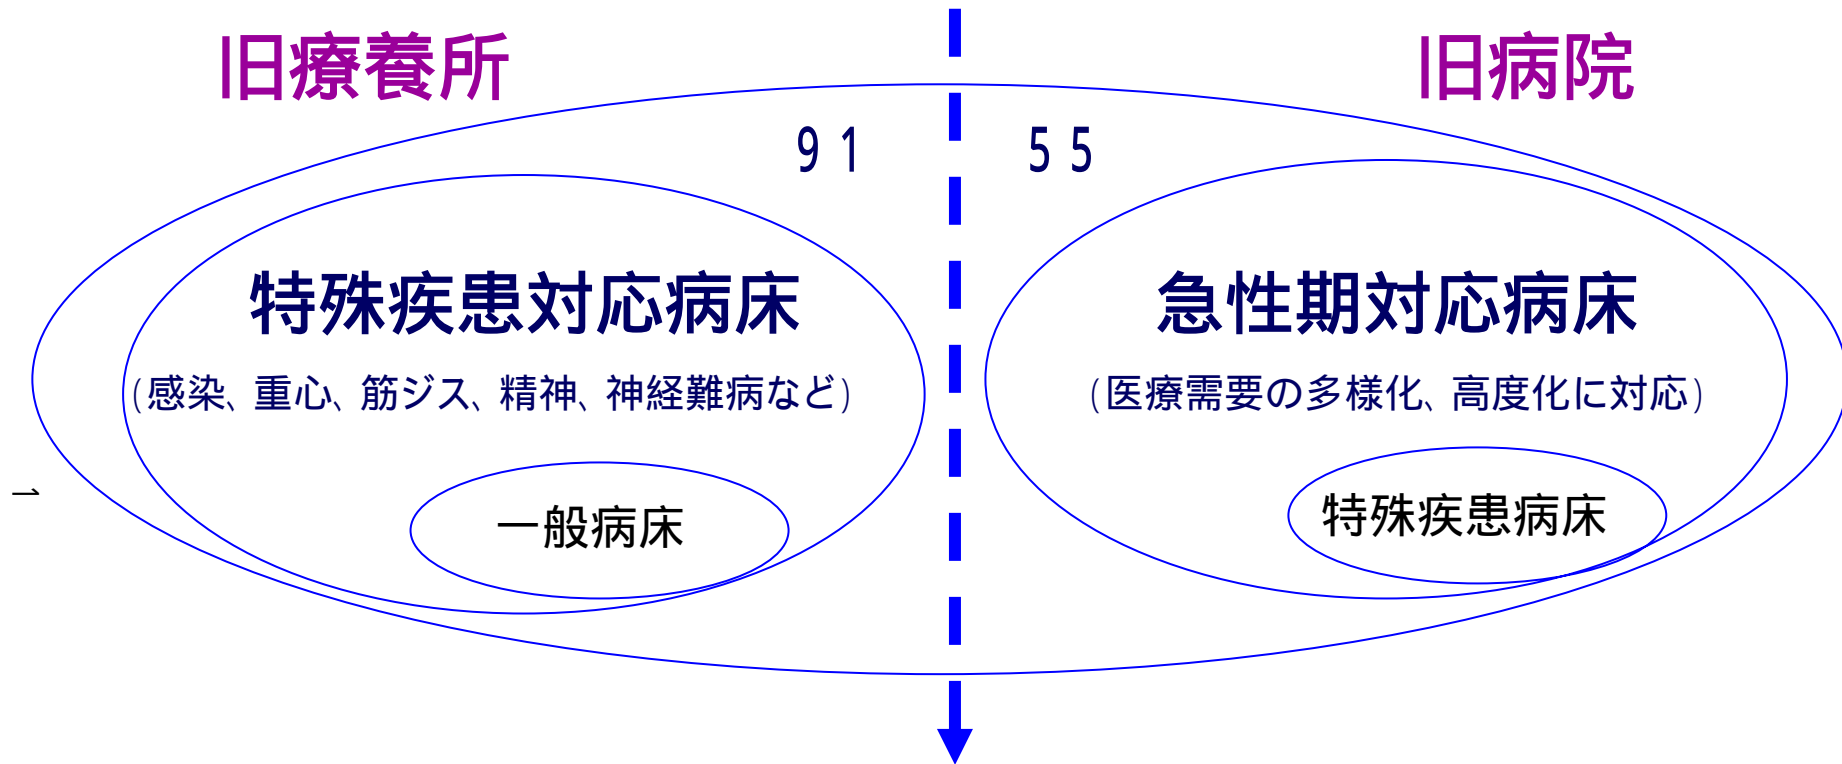 旧療養所
旧病院
９１
５５
特殊疾患対応病床
急性期対応病床
(感染、重心、筋ジス、精神、神経難病など)
(医療需要の多様化、高度化に対応)
一般病床
特殊疾患病床